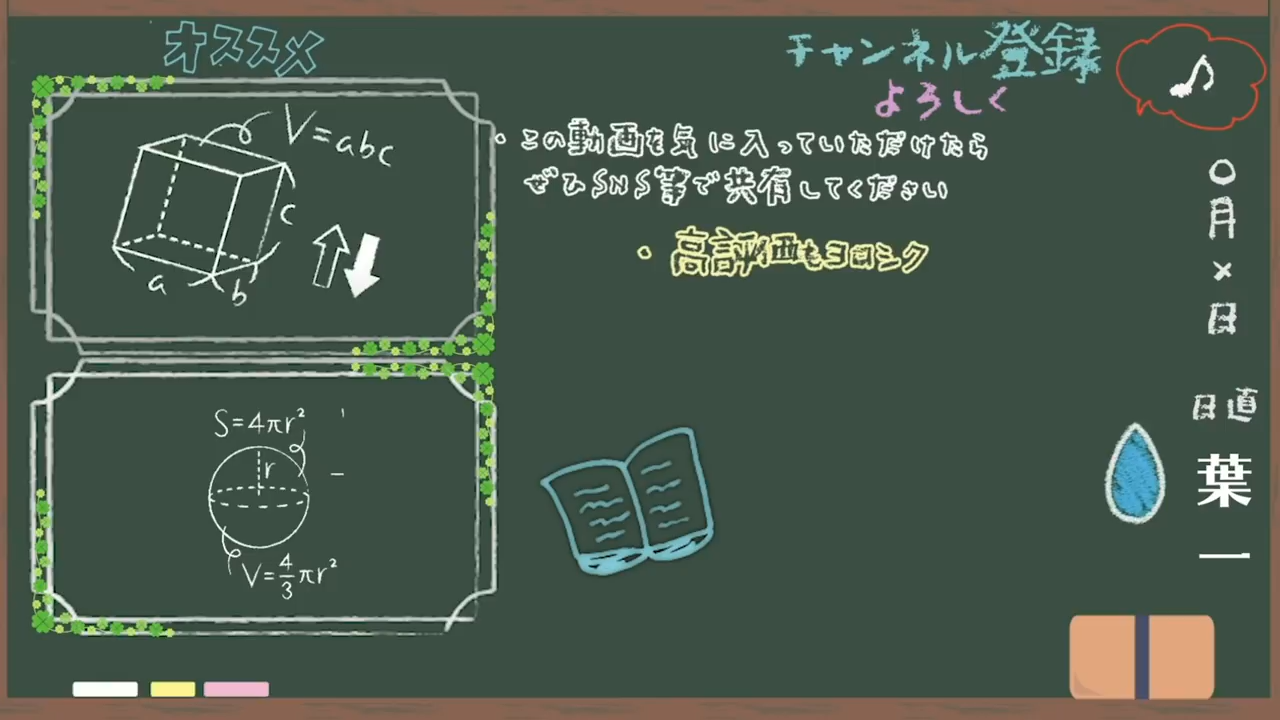 オススメ
チャンネル登録
よろしく
♪
・この動画を気に入っていただけたら
ぜひSNS等で共有してください
・高評価もヨロシク
V=abc
c
a
b
S=4πr²
r
V=4/3πr²
〇月×日
日直
葉一